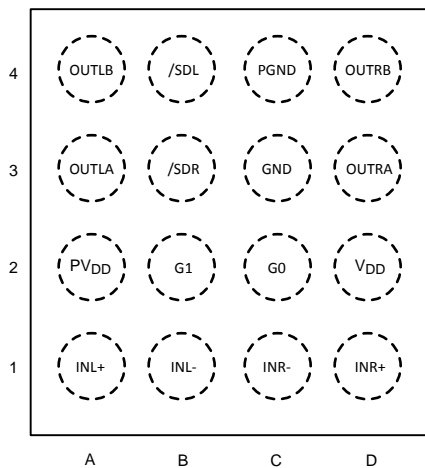 4 OUTLB /SDL PGND OUTRB
3 OUTLA /SDR GND OUTRA
2 PVDD G1 G0 VDD
1 INL+ INL- INR- INR+
A B C D